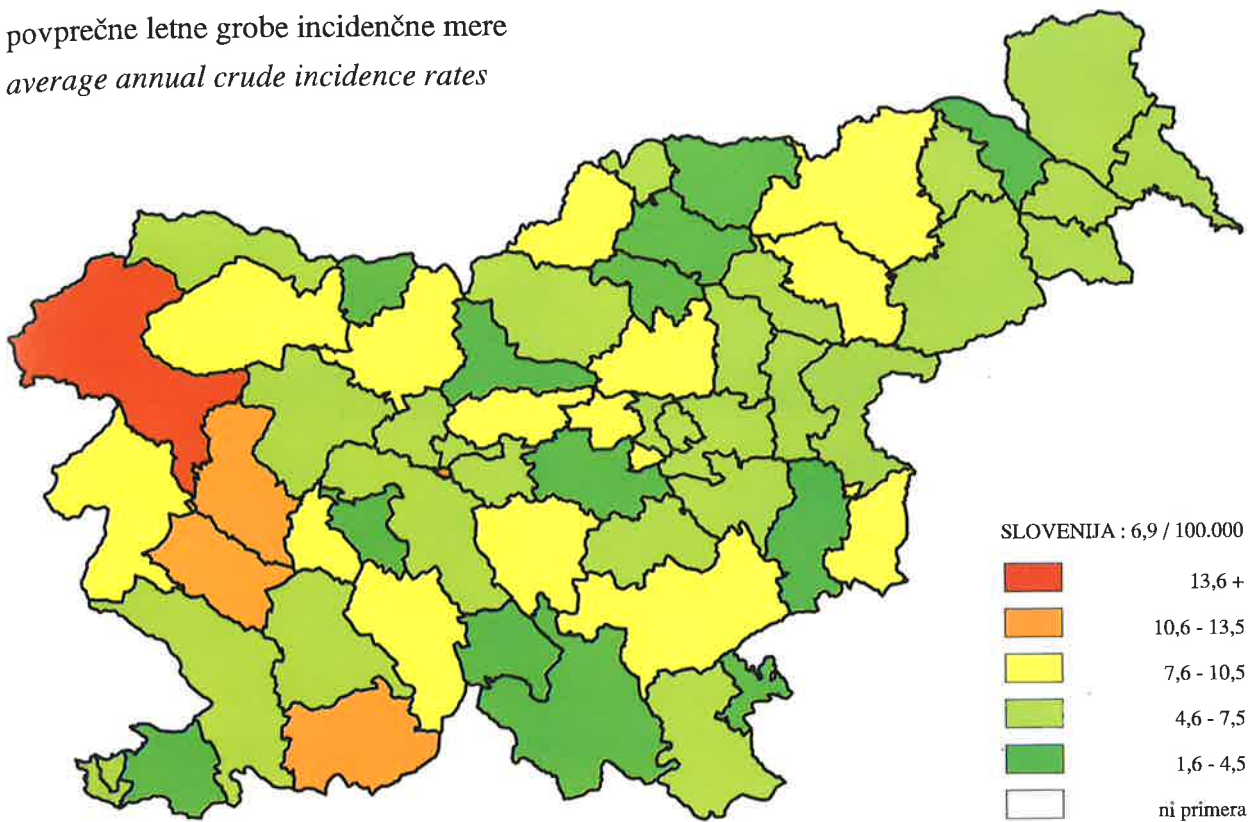 povprečne letne grobe incidenčne mere
average annual crude incidence rates
SLOVENIJA : 6,9 / 100.000
13,6 +
10,6 - 13,5
7,6 - 10,5
4,6 - 7,5
1,6 - 4,5
ni primera